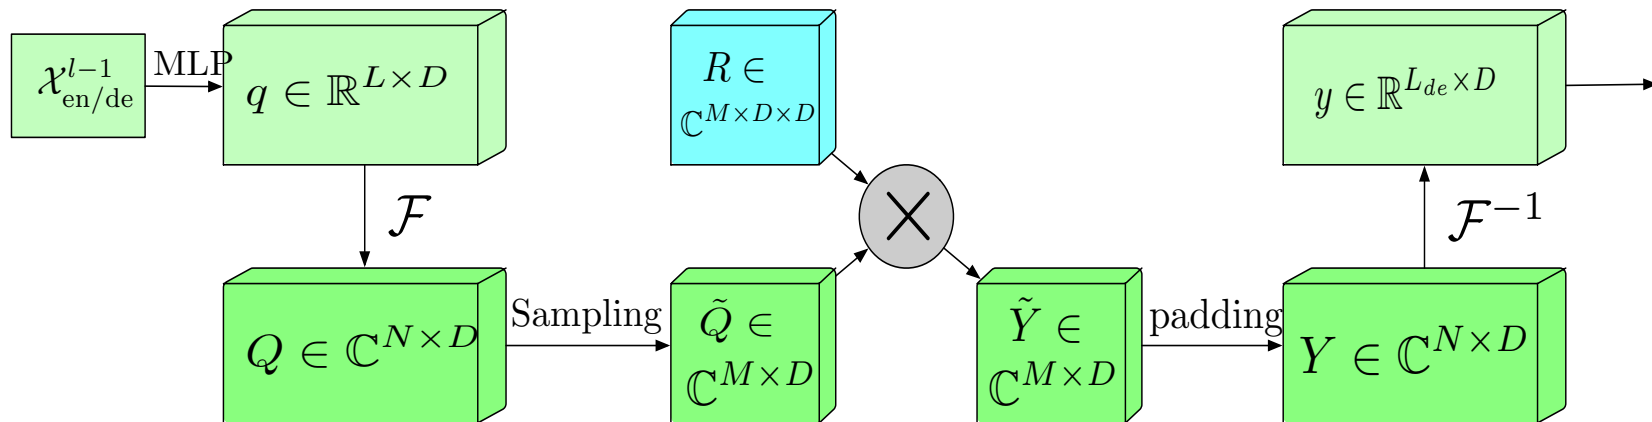 𝒳^{l−1}_{en/de}
MLP
q ∈ ℝ^{L×D}
R ∈
ℂ^{M×D×D}
y ∈ ℝ^{L_{de}×D}
ℱ
×
ℱ^{−1}
Q ∈ ℂ^{N×D}
Sampling
Q̃ ∈
ℂ^{M×D}
Ỹ ∈
ℂ^{M×D}
padding
Y ∈ ℂ^{N×D}